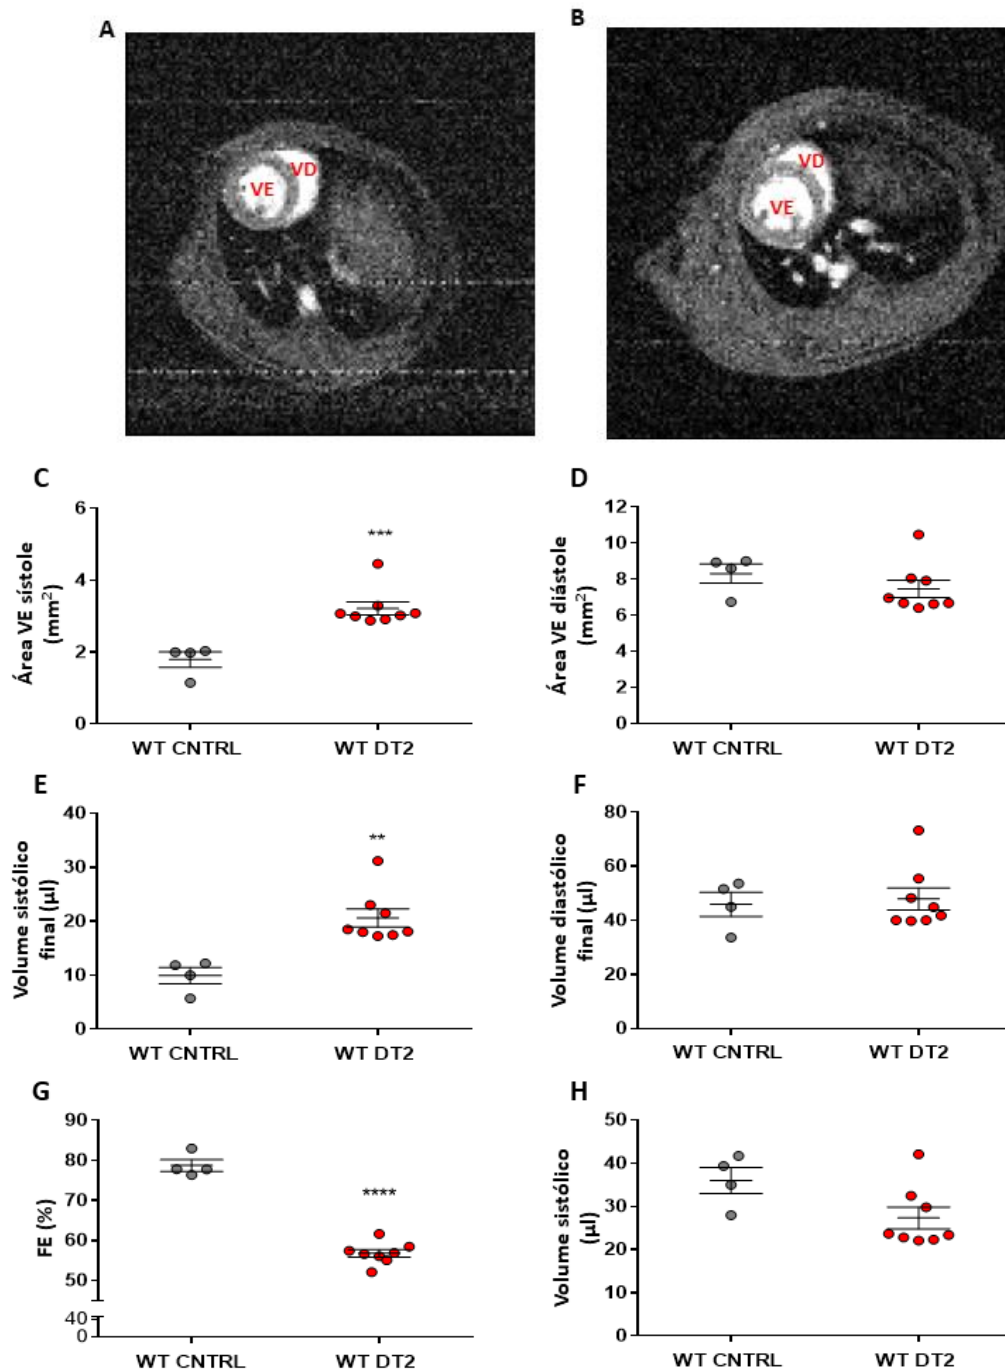 A
B
VE
VD
VE
VD
C
Área VE sístole
(mm²)
6
4
2
0
***
WT CNTRL
WT DT2
D
Área VE diástole
(mm²)
12
10
8
6
4
2
0
WT CNTRL
WT DT2
E
Volume sistólico
final (µl)
40
30
20
10
0
**
WT CNTRL
WT DT2
F
Volume diastólico
final (µl)
80
60
40
20
0
WT CNTRL
WT DT2
G
FE (%)
90
80
70
60
50
40
0
****
WT CNTRL
WT DT2
H
Volume sistólico
(µl)
50
40
30
20
10
0
WT CNTRL
WT DT2